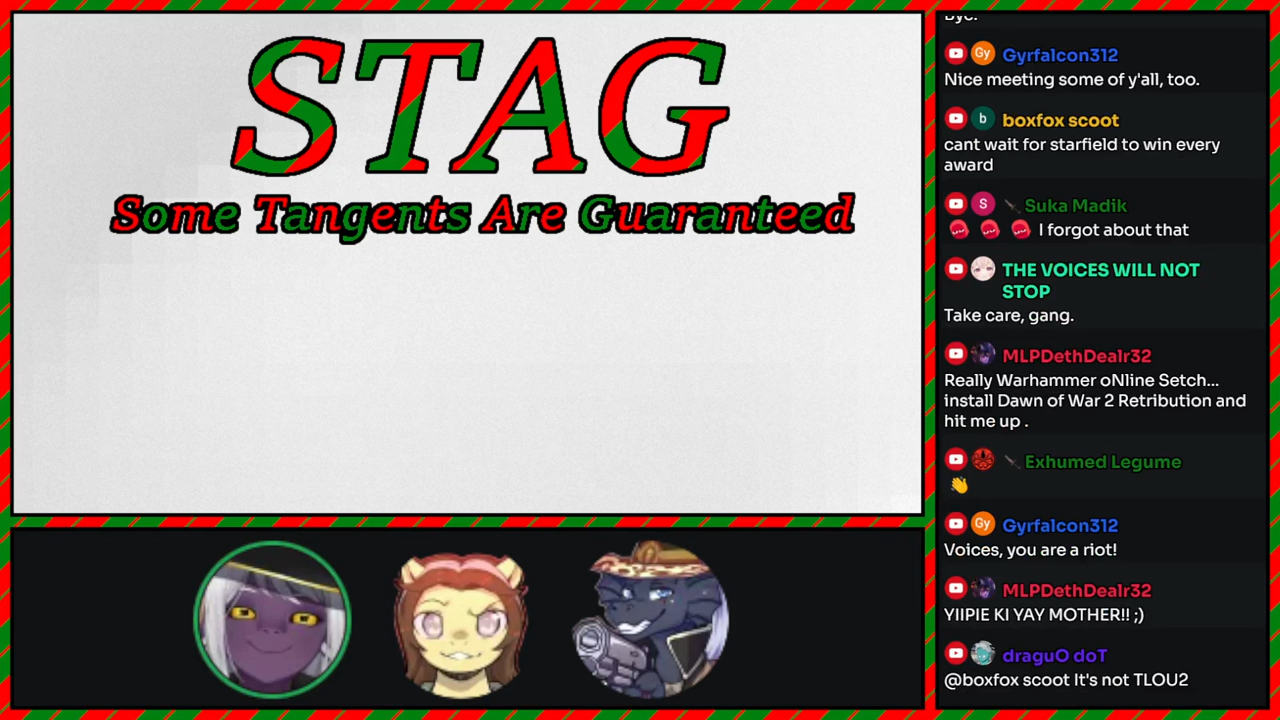 STAG
Some Tangents Are Guaranteed
Bye.
Gy Gyrfalcon312
Nice meeting some of y'all, too.
b boxfox scoot
cant wait for starfield to win every
award
S Suka Madik
I forgot about that
THE VOICES WILL NOT
STOP
Take care, gang.
MLPDethDealr32
Really Warhammer oNline Setch...
install Dawn of War 2 Retribution and
hit me up .
Exhumed Legume
Gy Gyrfalcon312
Voices, you are a riot!
MLPDethDealr32
YIIPIE KI YAY MOTHER!! ;)
draguO doT
@boxfox scoot It's not TLOU2